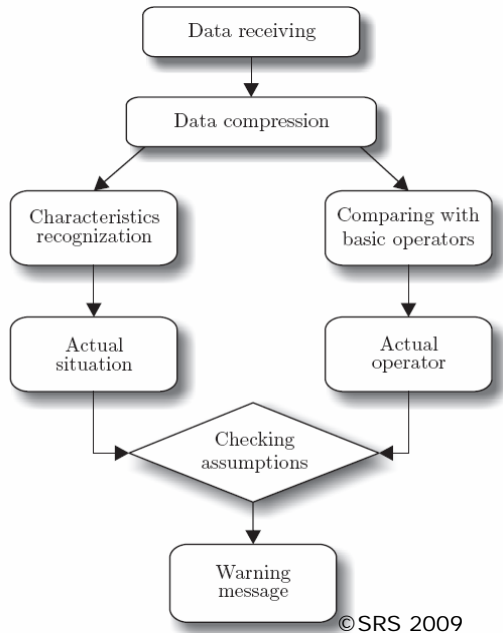 Data receiving
Data compression
Characteristics
recognization
Comparing with
basic operators
Actual
situation
Actual
operator
Checking
assumptions
Warning
message
©SRS 2009